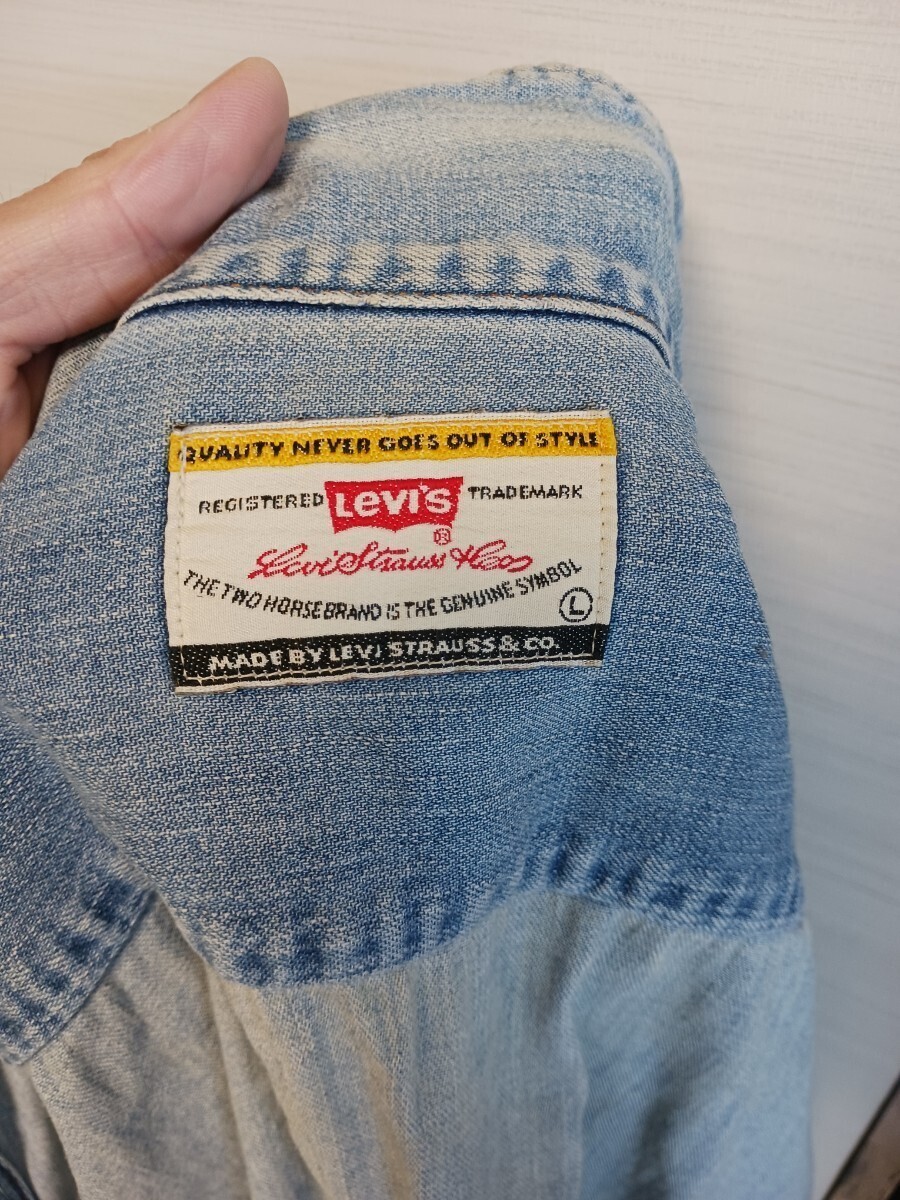 QUALITY NEVER GOES OUT OF STYLE
REGISTERED LEVI'S TRADEMARK
®
Levi Strauss & Co
THE TWO HORSE BRAND IS THE GENUINE SYMBOL
L
MADE BY LEVI STRAUSS & CO.